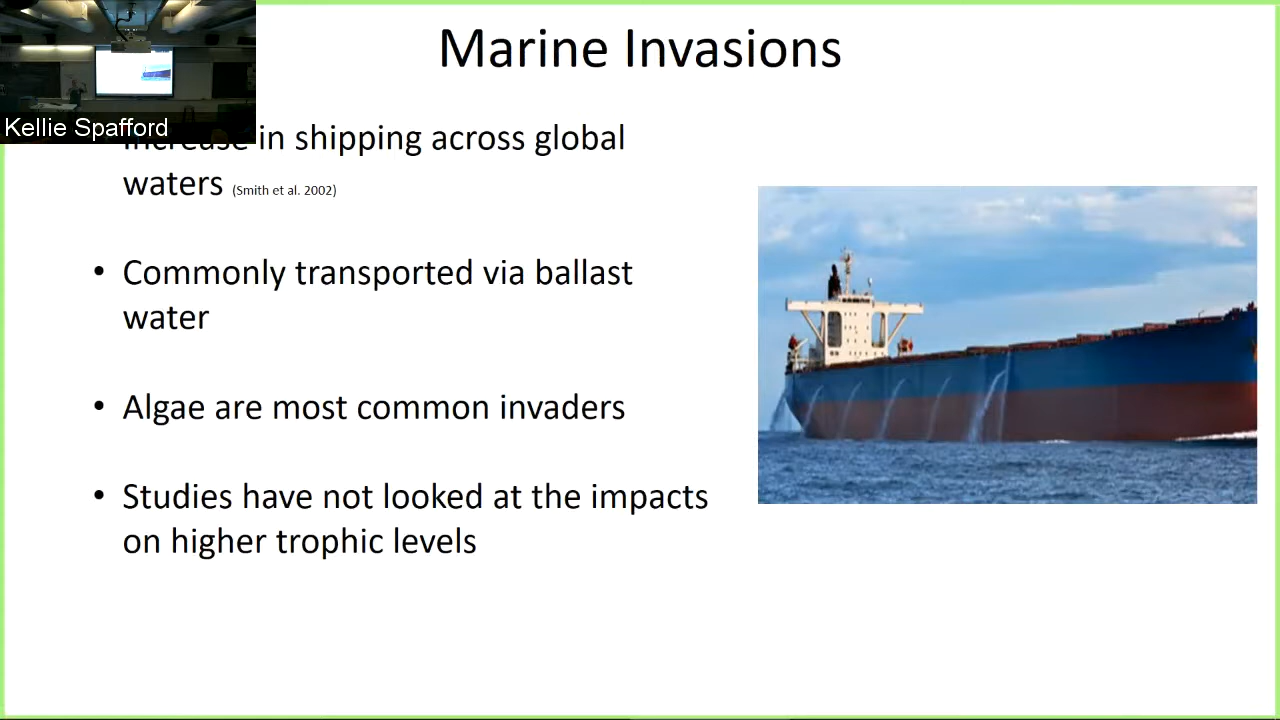 Marine Invasions
Kellie Spafford
Increase in shipping across global
waters (Smith et al. 2002)
• Commonly transported via ballast
water
• Algae are most common invaders
• Studies have not looked at the impacts
on higher trophic levels